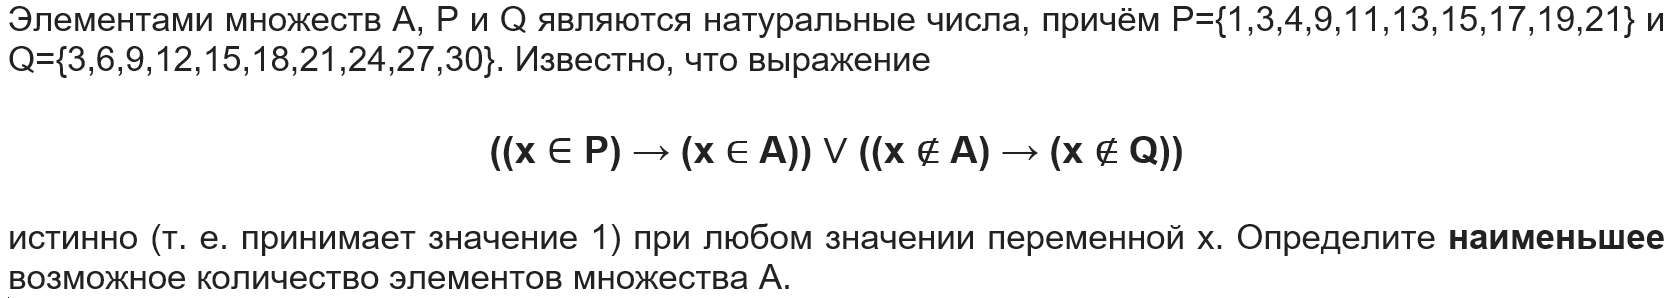 Элементами множеств А, P и Q являются натуральные числа, причём P={1,3,4,9,11,13,15,17,19,21} и
Q={3,6,9,12,15,18,21,24,27,30}. Известно, что выражение
((x ∈ P) → (x ∈ A)) ∨ ((x ∉ A) → (x ∉ Q))
истинно (т. е. принимает значение 1) при любом значении переменной х. Определите наименьшее
возможное количество элементов множества А.